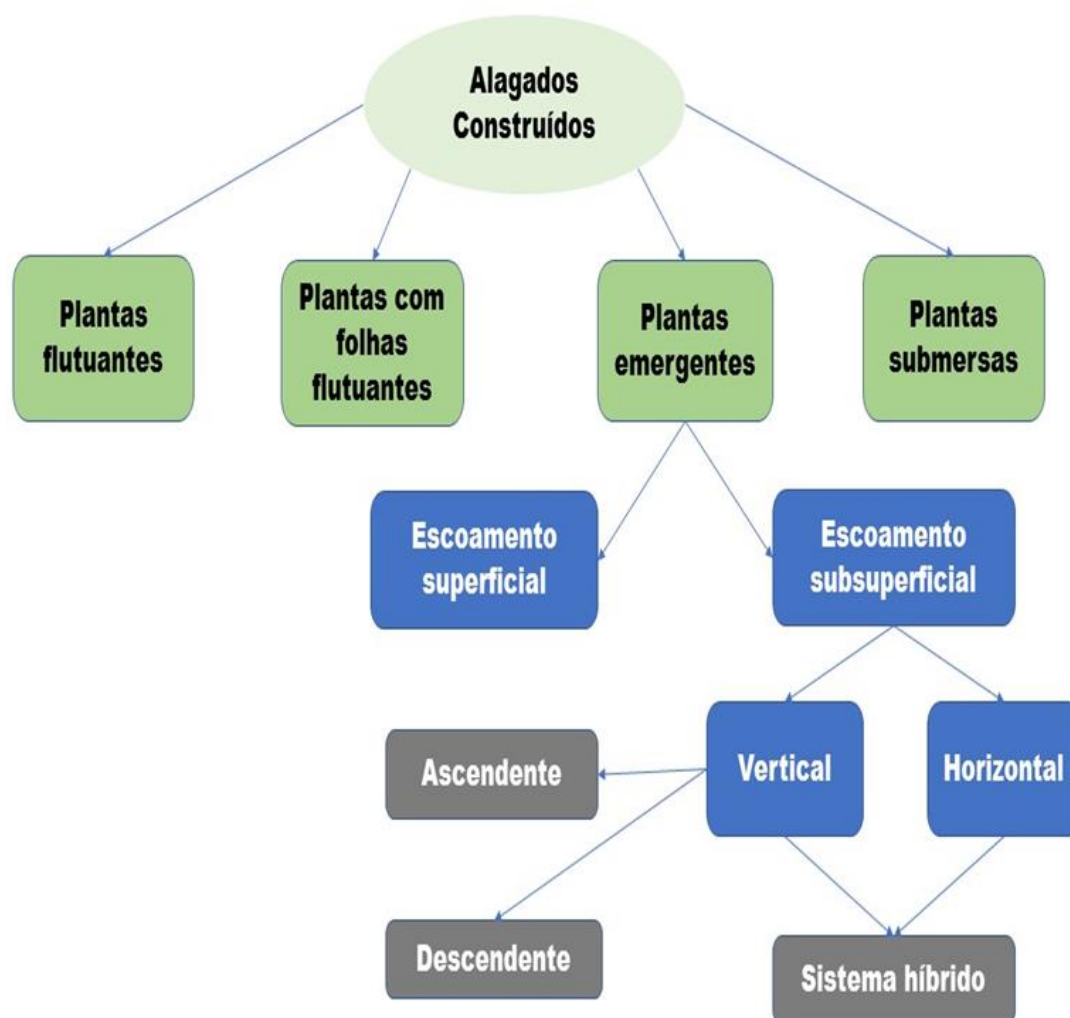 Alagados
Construídos
Plantas
flutuantes
Plantas com
folhas
flutuantes
Plantas
emergentes
Plantas
submersas
Escoamento
superficial
Escoamento
subsuperficial
Ascendente
Vertical
Horizontal
Descendente
Sistema híbrido